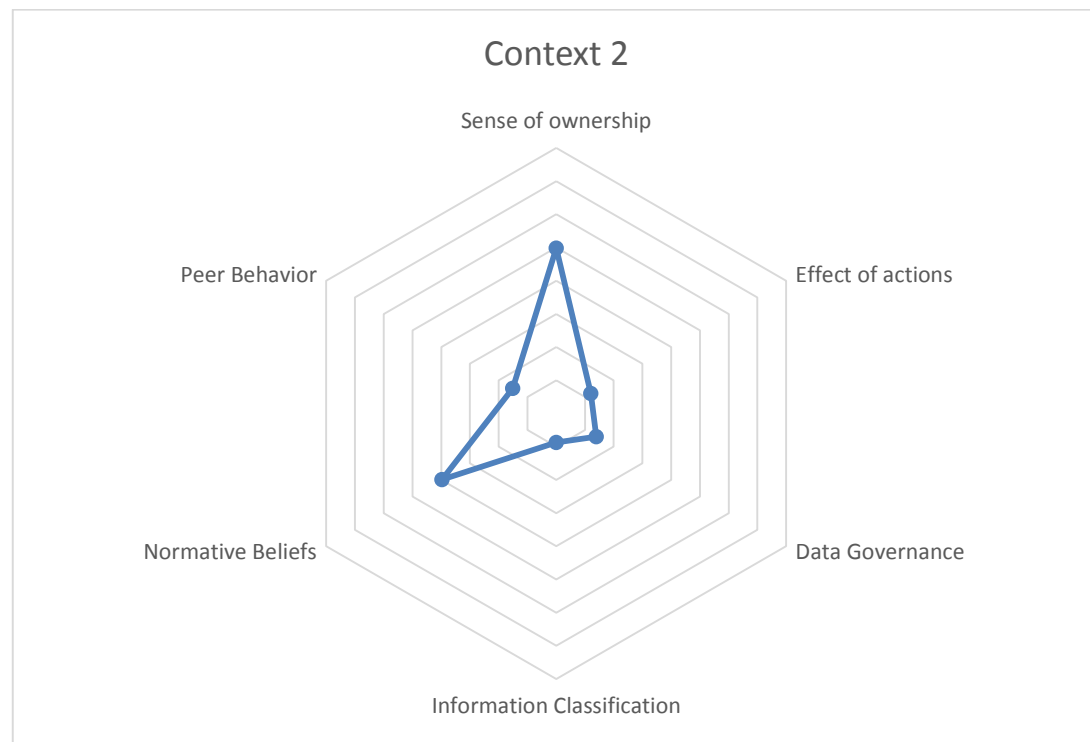 Context 2
Sense of ownership
Peer Behavior
Effect of actions
Normative Beliefs
Data Governance
Information Classification